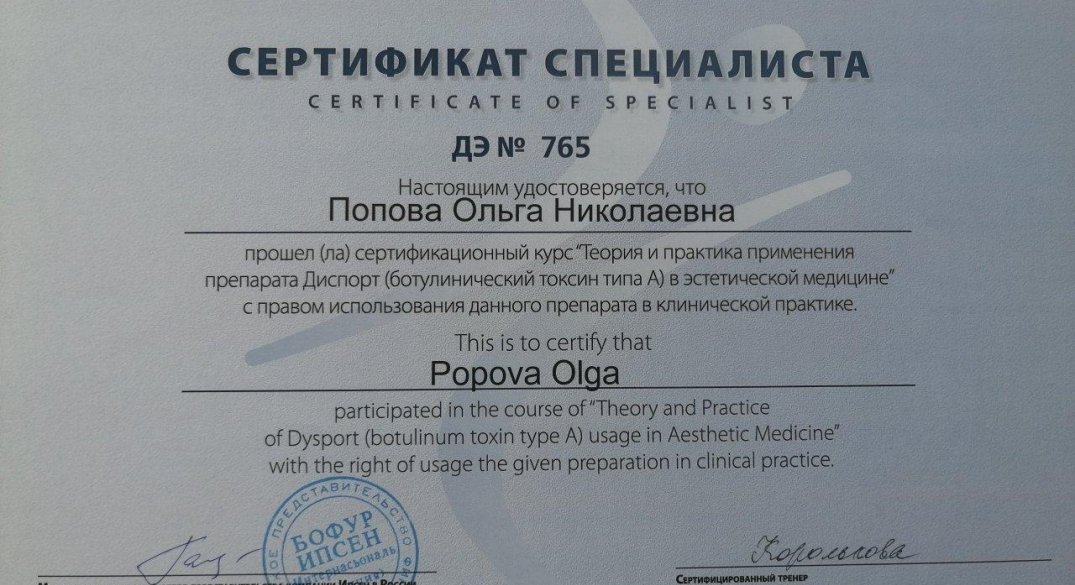 СЕРТИФИКАТ СПЕЦИАЛИСТА
CERTIFICATE OF SPECIALIST
ДЭ № 765
Настоящим удостоверяется, что
Попова Ольга Николаевна
прошел (ла) сертификационный курс "Теория и практика применения
препарата Диспорт (ботулинический токсин типа А) в эстетической медицине"
с правом использования данного препарата в клинической практике.
This is to certify that
Popova Olga
participated in the course of "Theory and Practice
of Dysport (botulinum toxin type A) usage in Aesthetic Medicine"
with the right of usage the given preparation in clinical practice.
ПРЕДСТАВИТЕЛЬСТВО
БОФУР
ИПСЕН
Интернасьональ
Королькова
Сертифицированный тренер